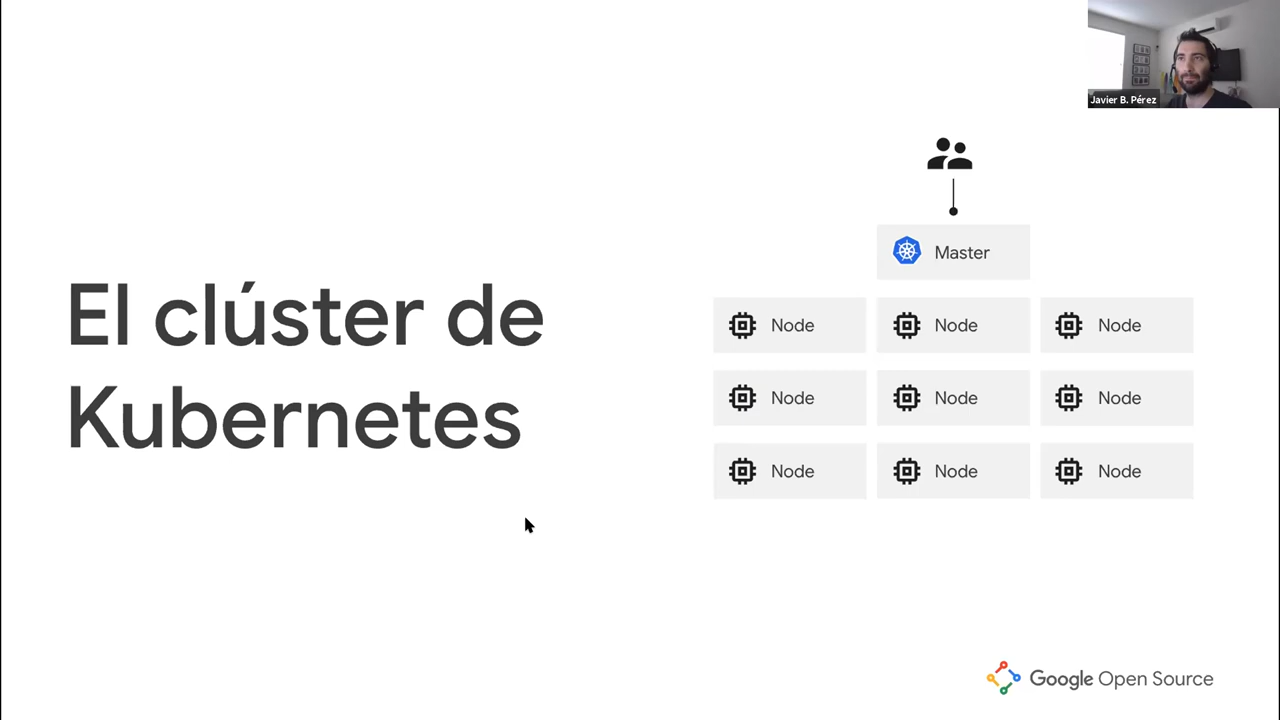 Javier B. Pérez
El clúster de
Kubernetes
Master
Node
Node
Node
Node
Node
Node
Node
Node
Node
Google Open Source